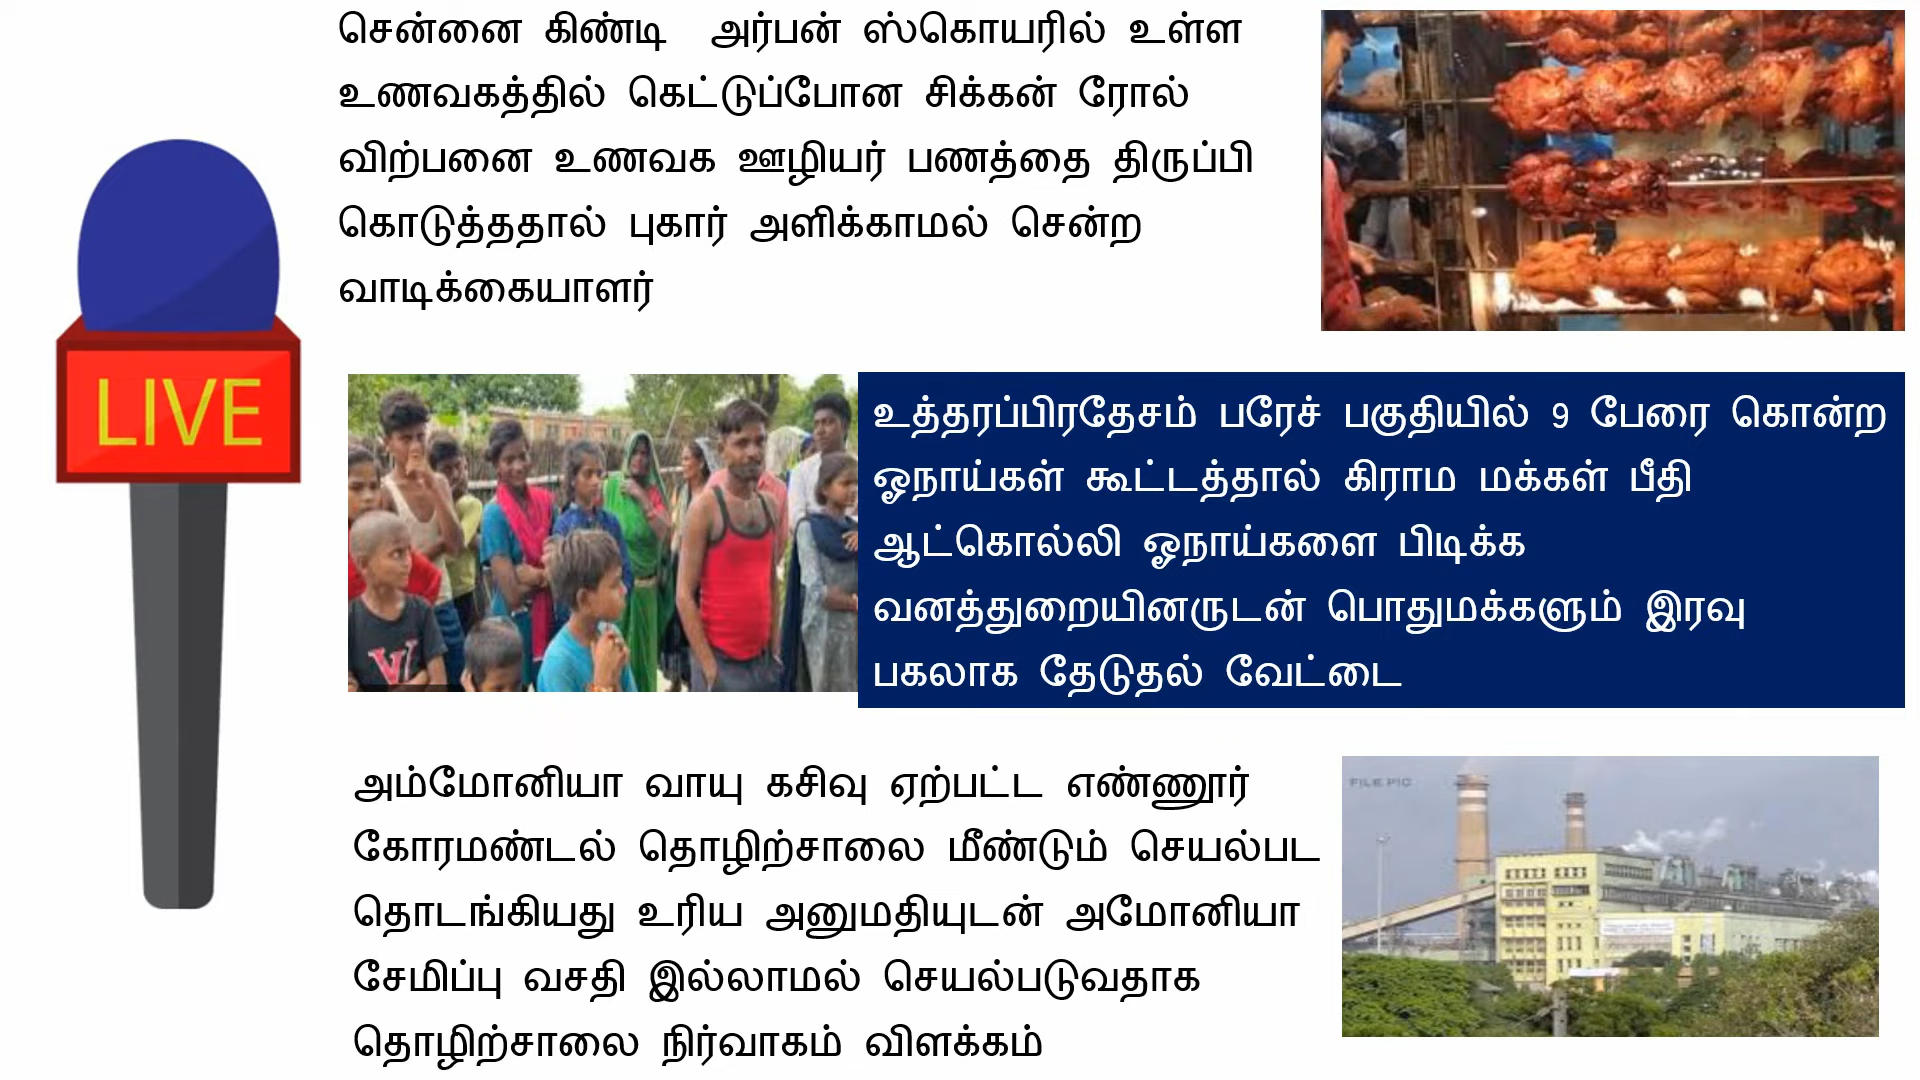 சென்னை கிண்டி அர்பன் ஸ்கொயரில் உள்ள
உணவகத்தில் கெட்டுப்போன சிக்கன் ரோல்
விற்பனை உணவக ஊழியர் பணத்தை திருப்பி
கொடுத்ததால் புகார் அளிக்காமல் சென்ற
வாடிக்கையாளர்
LIVE
உத்தரப்பிரதேசம் பரேச் பகுதியில் 9 பேரை கொன்ற
ஓநாய்கள் கூட்டத்தால் கிராம மக்கள் பீதி
ஆட்கொல்லி ஓநாய்களை பிடிக்க
வனத்துறையினருடன் பொதுமக்களும் இரவு
பகலாக தேடுதல் வேட்டை
அம்மோனியா வாயு கசிவு ஏற்பட்ட எண்ணூர்
கோரமண்டல் தொழிற்சாலை மீண்டும் செயல்பட
தொடங்கியது உரிய அனுமதியுடன் அமோனியா
சேமிப்பு வசதி இல்லாமல் செயல்படுவதாக
தொழிற்சாலை நிர்வாகம் விளக்கம்
FILE PIC